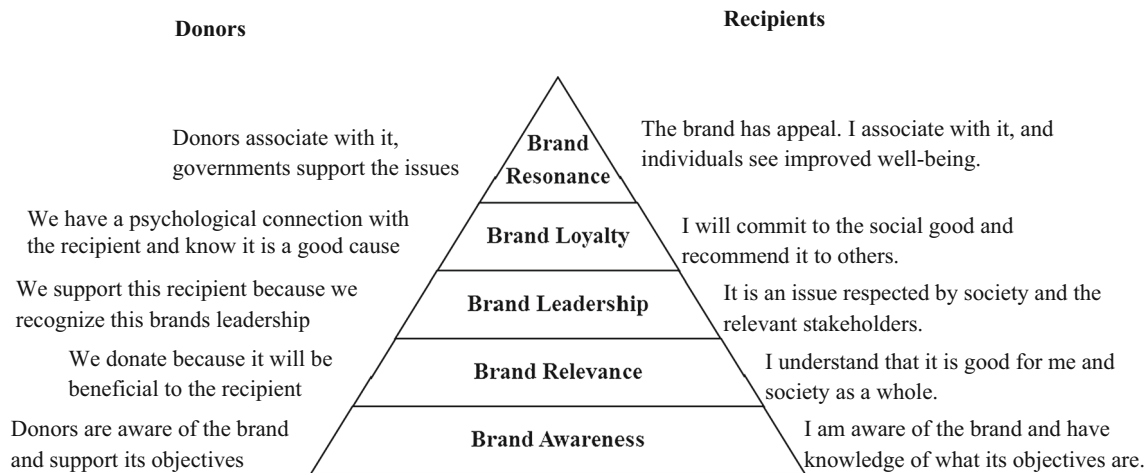 Donors
Recipients
Donors associate with it,
governments support the issues
Brand
Resonance
The brand has appeal. I associate with it, and
individuals see improved well-being.
We have a psychological connection with
the recipient and know it is a good cause
Brand Loyalty
I will commit to the social good and
recommend it to others.
We support this recipient because we
recognize this brands leadership
Brand Leadership
It is an issue respected by society and the
relevant stakeholders.
We donate because it will be
beneficial to the recipient
Brand Relevance
I understand that it is good for me and
society as a whole.
Donors are aware of the brand
and support its objectives
Brand Awareness
I am aware of the brand and have
knowledge of what its objectives are.